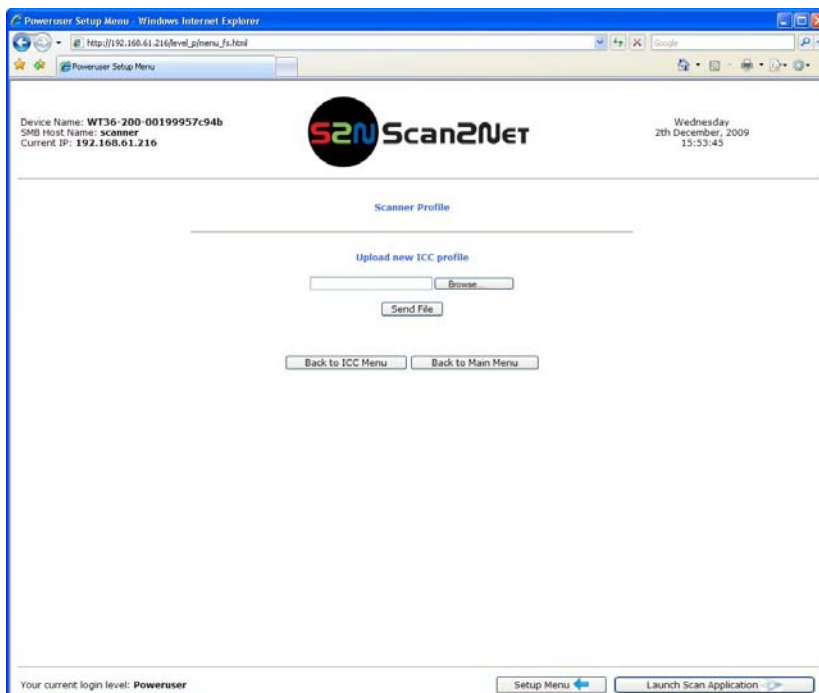 Poweruser Setup Menu - Windows Internet Explorer
http://192.168.61.216/level_p/menu_fs.html
Google
Poweruser Setup Menu
Device Name: WT36-200-00199957c94b
SMB Host Name: scanner
Current IP: 192.168.61.216
S2N Scan2Net
Wednesday
2th December, 2009
15:53:45
Scanner Profile
Upload new ICC profile
Browse...
Send File
Back to ICC Menu
Back to Main Menu
Your current login level: Poweruser
Setup Menu
Launch Scan Application